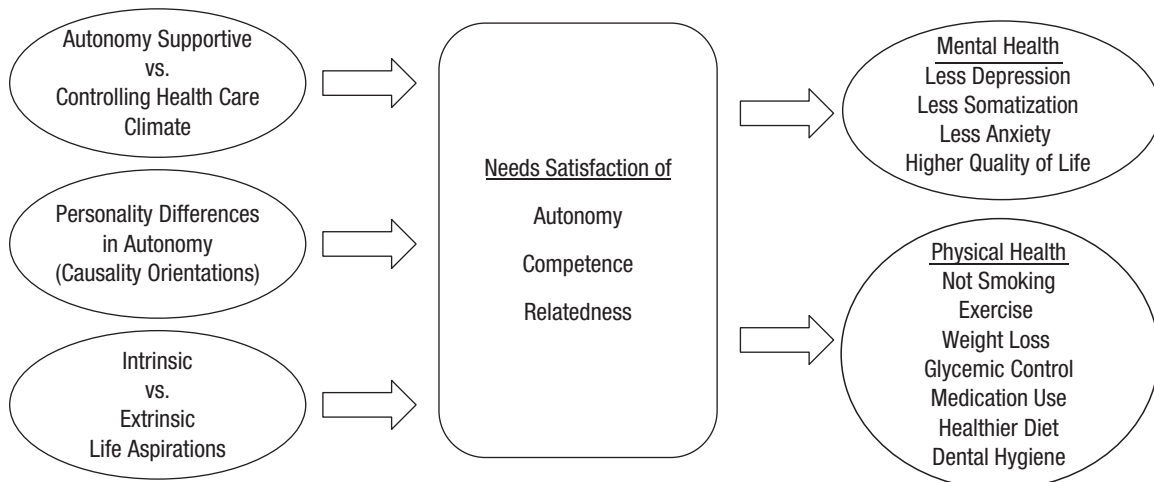 Autonomy Supportive
vs.
Controlling Health Care
Climate
Personality Differences
in Autonomy
(Causality Orientations)
Intrinsic
vs.
Extrinsic
Life Aspirations
Needs Satisfaction of
Autonomy
Competence
Relatedness
Mental Health
Less Depression
Less Somatization
Less Anxiety
Higher Quality of Life
Physical Health
Not Smoking
Exercise
Weight Loss
Glycemic Control
Medication Use
Healthier Diet
Dental Hygiene